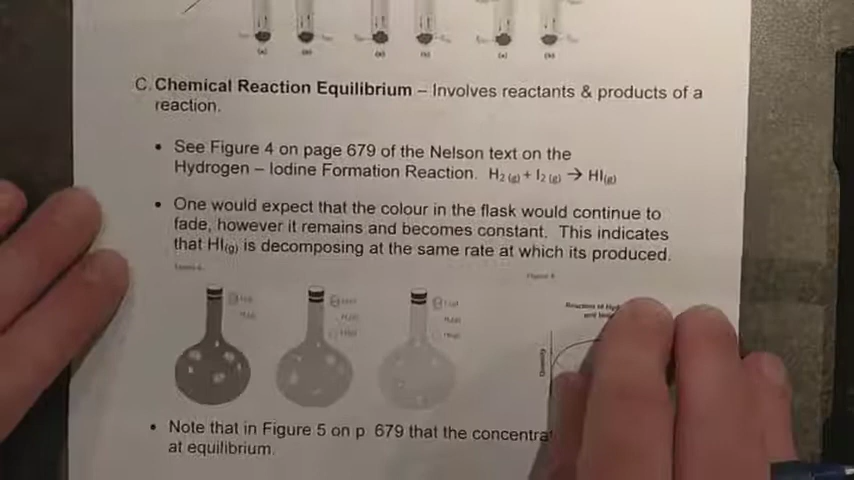 C. Chemical Reaction Equilibrium – Involves reactants & products of a
reaction.
• See Figure 4 on page 679 of the Nelson text on the
Hydrogen – Iodine Formation Reaction. H2 (g) + I2 (g) → HI(g)
• One would expect that the colour in the flask would continue to
fade, however it remains and becomes constant. This indicates
that HI(g) is decomposing at the same rate at which its produced.
Reaction of
and
• Note that in Figure 5 on p 679 that the
at equilibrium.